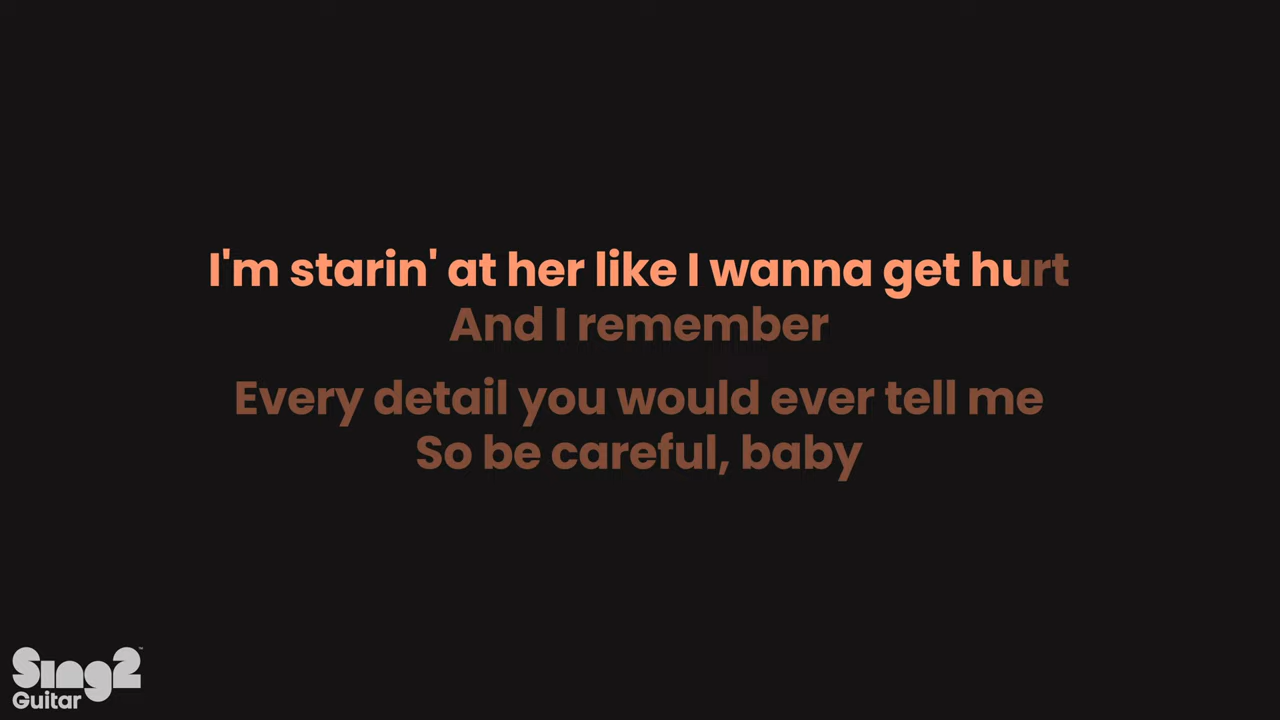 I'm starin' at her like I wanna get hurt
And I remember
Every detail you would ever tell me
So be careful, baby
Sing2™
Guitar